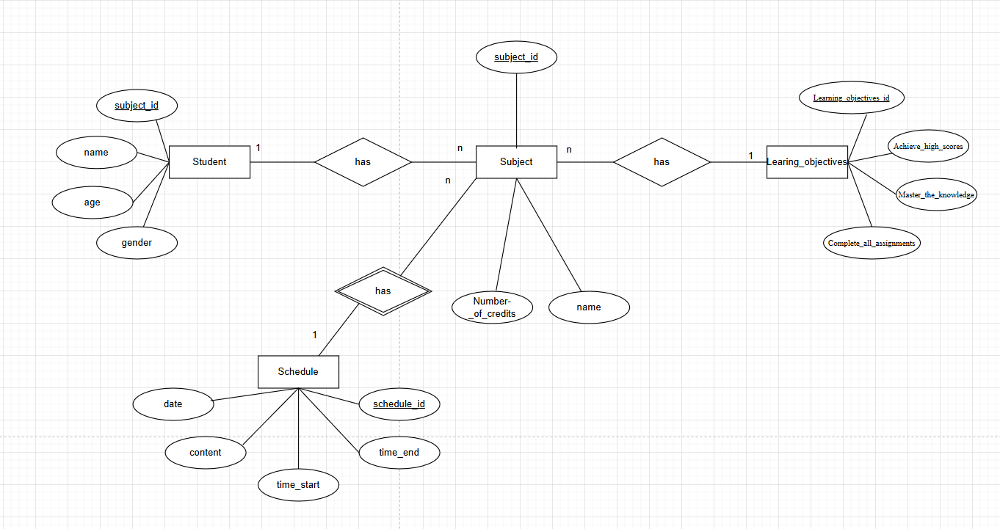 subject_id
subject_id
Learning_objectives_id
name
Achieve_high_scores
1
n
n
1
Student
has
Subject
has
Learing_objectives
n
age
Master_the_knowledge
gender
Complete_all_assignments
has
Number-
_of_credits
name
1
Schedule
date
schedule_id
content
time_end
time_start